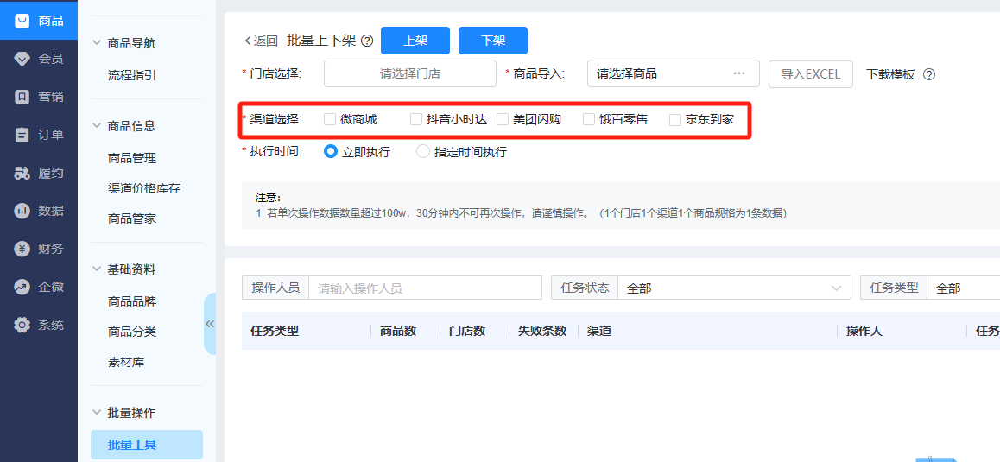 商品
会员
营销
订单
履约
数据
财务
企微
系统
商品导航
流程指引
商品信息
商品管理
渠道价格库存
商品管家
基础资料
商品品牌
商品分类
素材库
批量操作
批量工具
返回 批量上下架 ? 上架 下架
* 门店选择: 请选择门店 * 商品导入: 请选择商品 ··· 导入EXCEL 下载模板 ?
* 渠道选择: 微商城 抖音小时达 美团闪购 饿百零售 京东到家
* 执行时间: 立即执行 指定时间执行
注意:
1. 若单次操作数据数量超过100w，30分钟内不可再次操作，请谨慎操作。（1个门店1个渠道1个商品规格为1条数据）
操作人员 请输入操作人员 任务状态 全部 任务类型 全部
任务类型 商品数 门店数 失败条数 渠道 操作人 任务